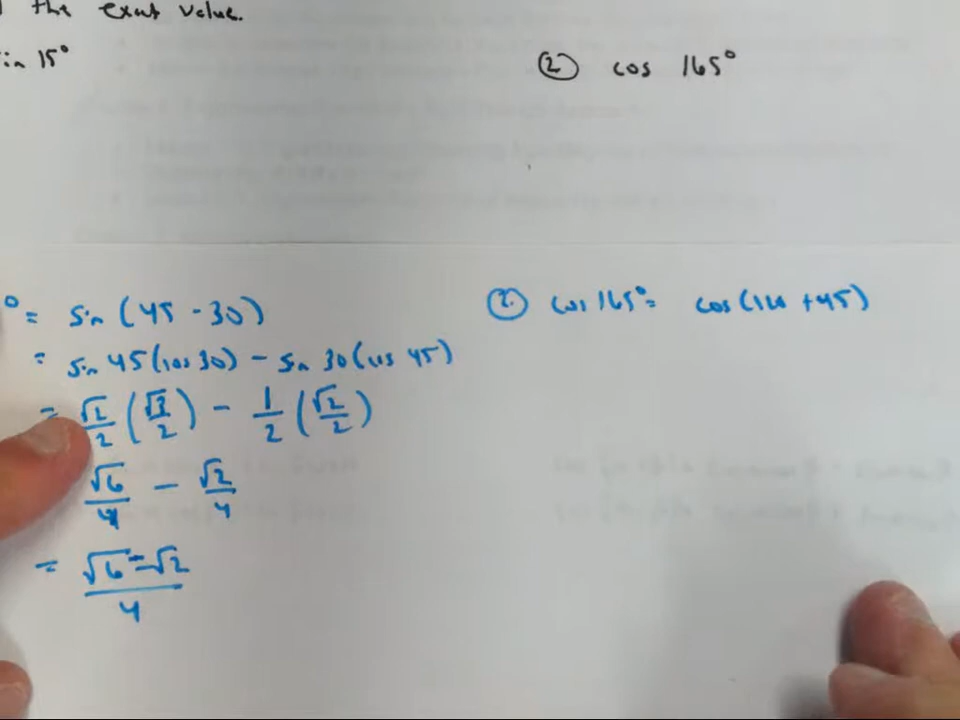 the exact value.
in 15°
② cos 165°
° = sin (45 - 30)
= sin 45 (cos 30) - sin 30 (cos 45)
= √2/2 (√3/2) - 1/2 (√2/2)
√6/4 - √2/4
= √6 - √2 / 4
② cos 165° = cos (120 + 45)